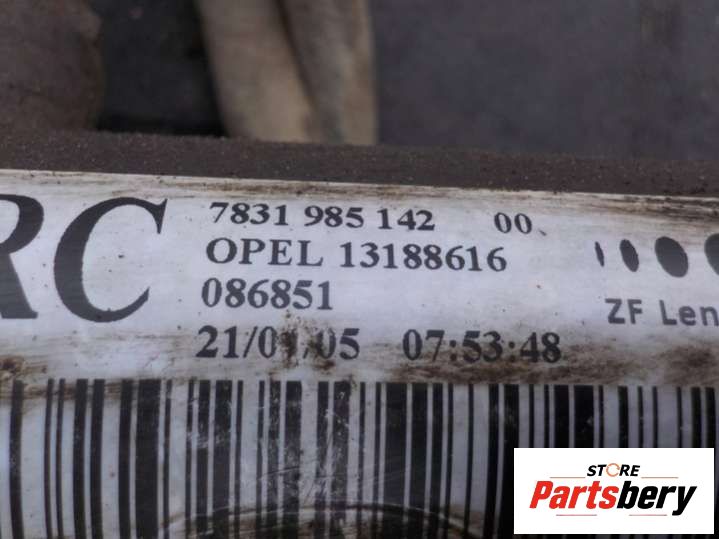 RC
7831 985 142 00
OPEL 13188616
086851
21/01/05 07:53:48
ZF Len
STORE
Partsbery